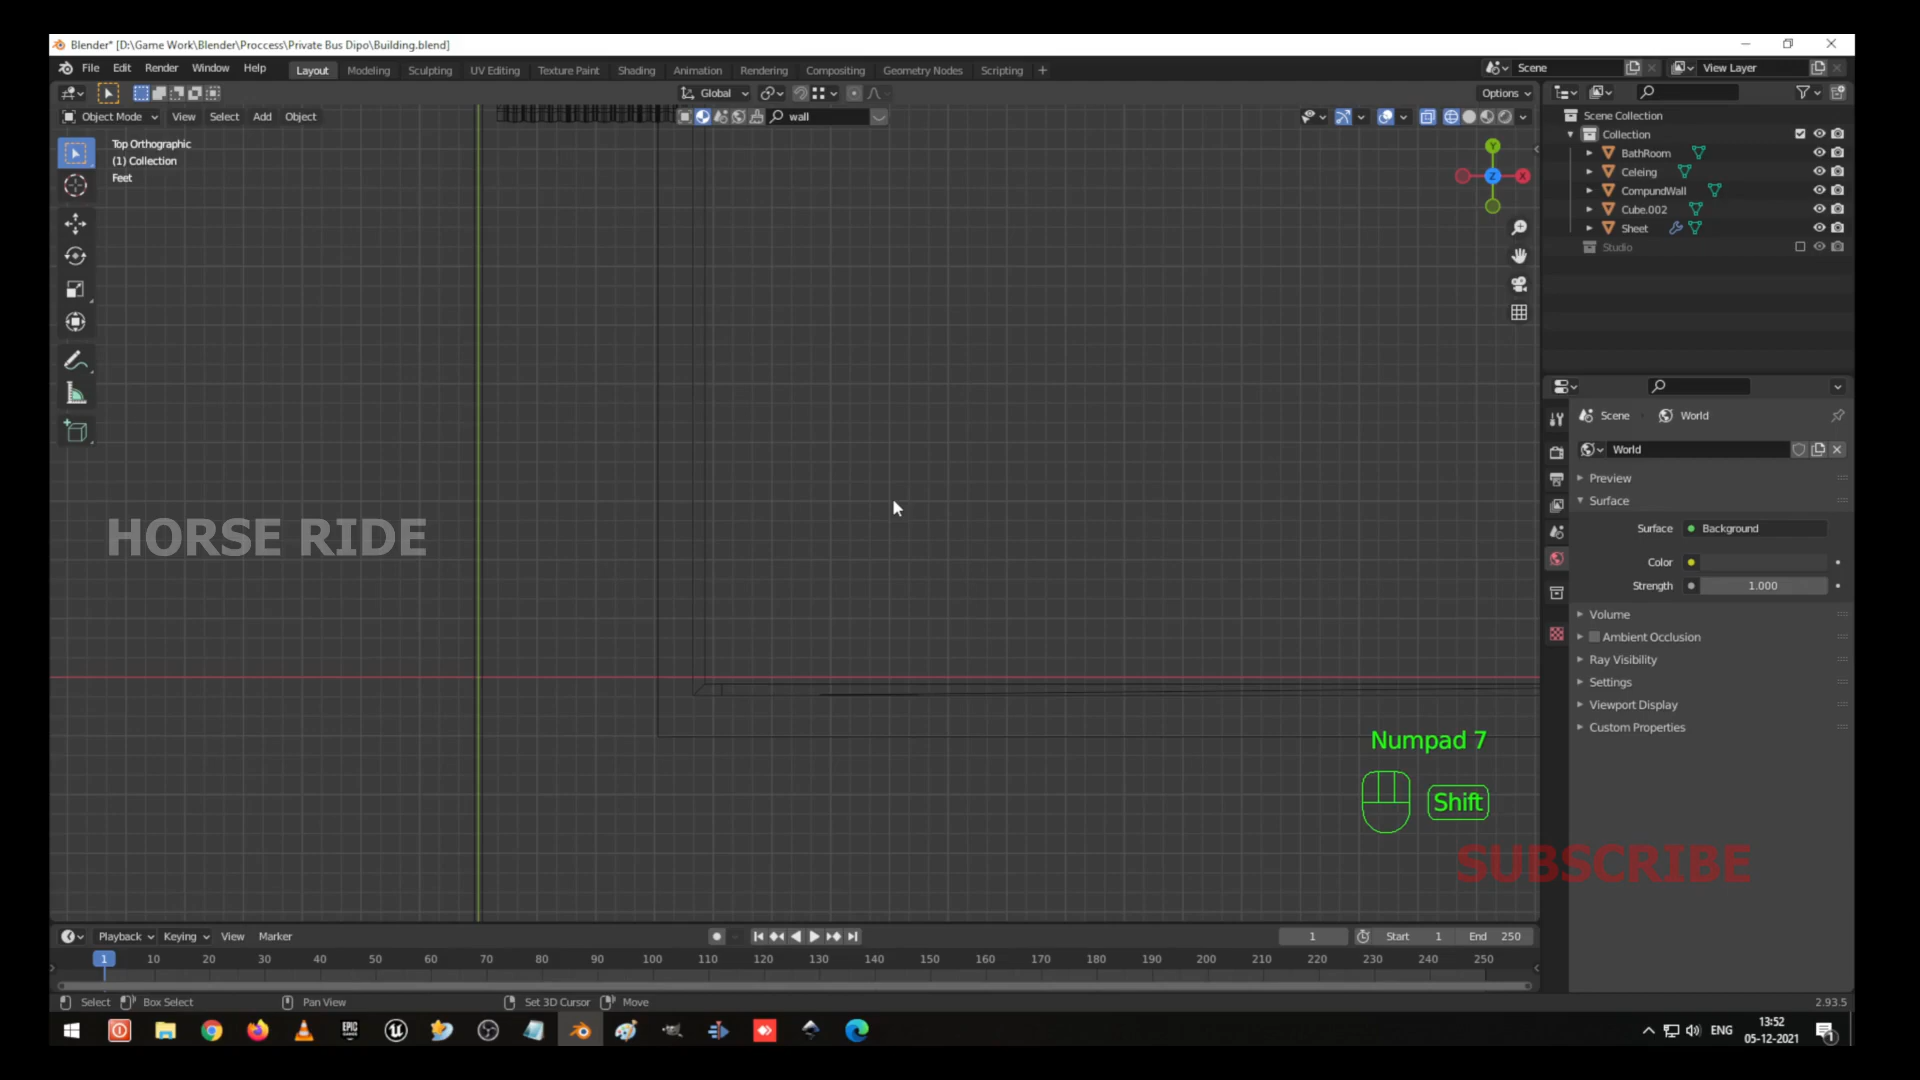 Blender* [D:\Game Work\Blender\Proccess\Private Bus Dipo\Building.blend]
File Edit Render Window Help
Layout Modeling Sculpting UV Editing Texture Paint Shading Animation Rendering Compositing Geometry Nodes Scripting +
Scene View Layer
Global Options
Object Mode View Select Add Object wall
Top Orthographic
(1) Collection
Feet
Y
X
Z
Scene Collection
Collection
BathRoom
Celeing
CompundWall
Cube.002
Sheet
Studio
Scene World
World
Preview
Surface
Surface Background
Color
Strength 1.000
Volume
Ambient Occlusion
Ray Visibility
Settings
Viewport Display
Custom Properties
HORSE RIDE
Numpad 7
Shift
SUBSCRIBE
Playback Keying View Marker 1 Start 1 End 250
1 10 20 30 40 50 60 70 80 90 100 110 120 130 140 150 160 170 180 190 200 210 220 230 240 250
Select Box Select Pan View Set 3D Cursor Move 2.93.5
EPIC GAMES
ENG 13:52
05-12-2021
1